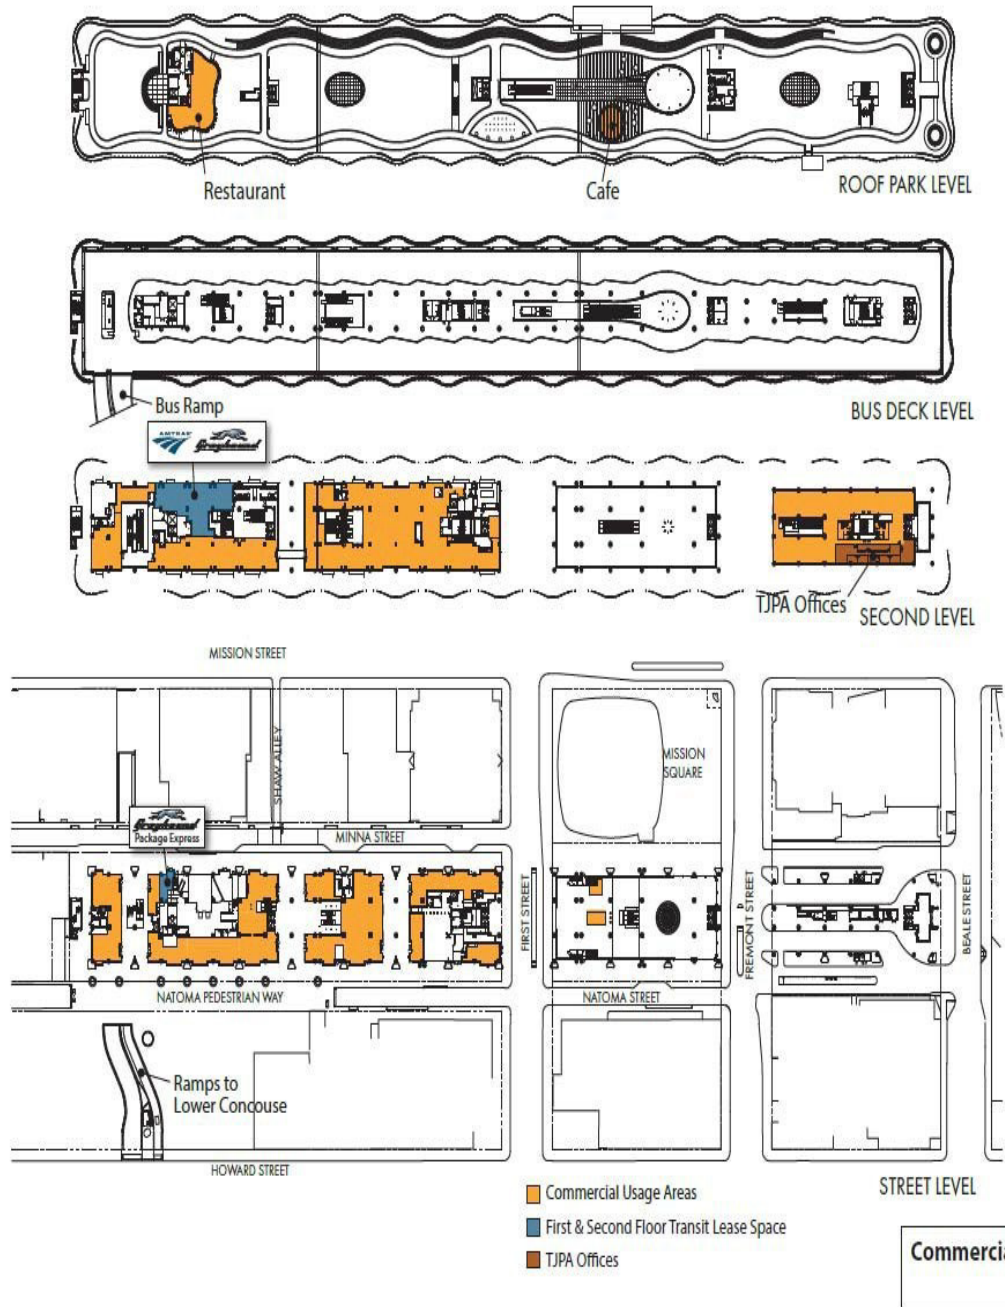 Restaurant
Cafe
ROOF PARK LEVEL
Bus Ramp
BUS DECK LEVEL
AMTRAK
Greyhound
TJPA Offices
SECOND LEVEL
MISSION STREET
SHAW ALLEY
MISSION
SQUARE
Greyhound
Package Express
MINNA STREET
FIRST STREET
FREMONT STREET
BEALE STREET
NATOMA PEDESTRIAN WAY
NATOMA STREET
Ramps to
Lower Concouse
HOWARD STREET
STREET LEVEL
Commercial Usage Areas
First & Second Floor Transit Lease Space
TJPA Offices
Commercia